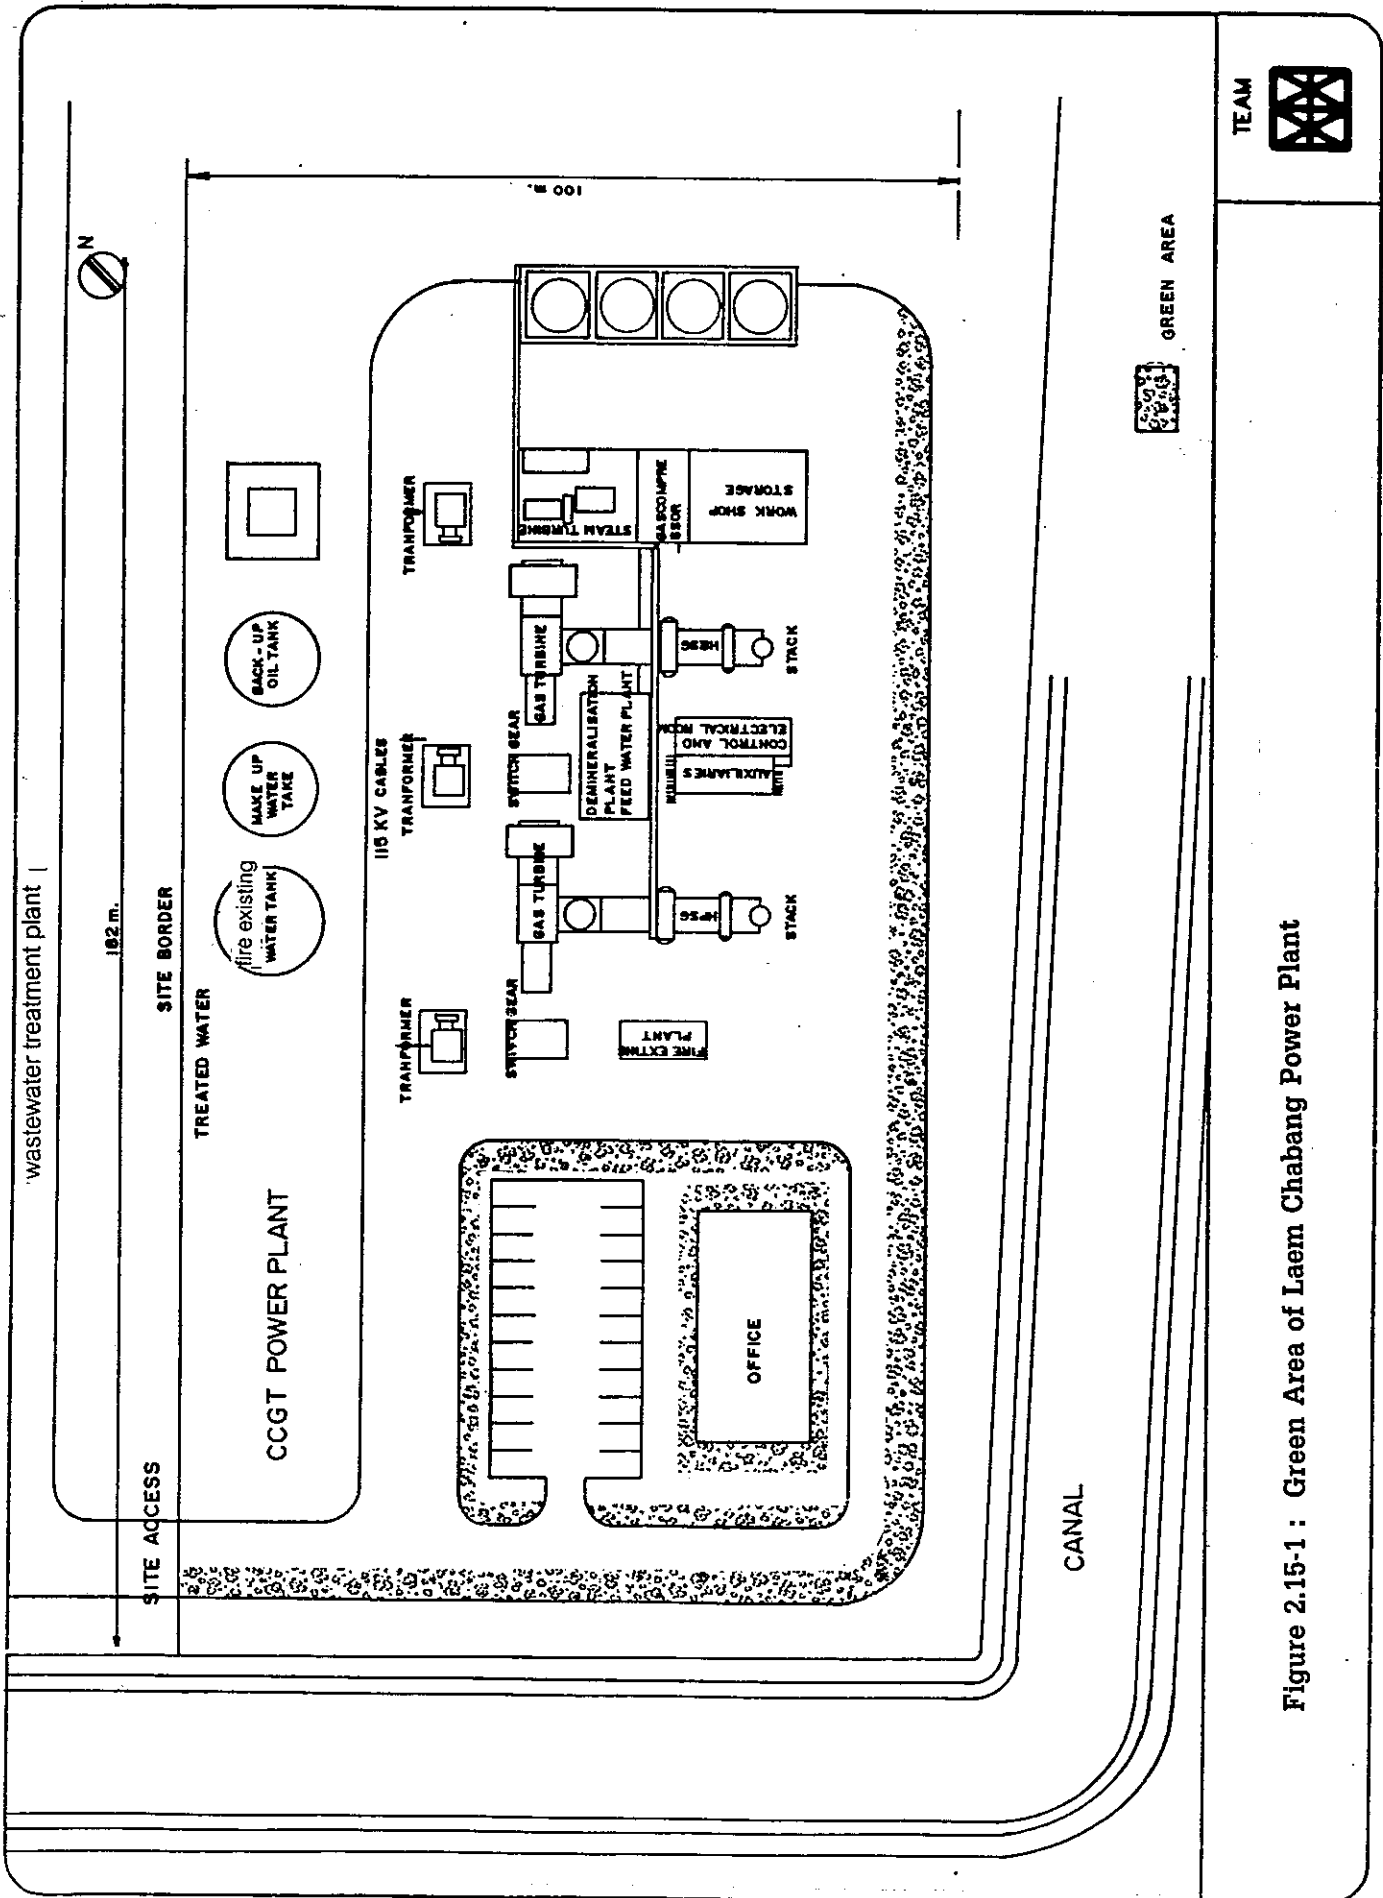 wastewater treatment plant
N
182 m.
SITE BORDER
SITE ACCESS
TREATED WATER
100 m.
CCGT POWER PLANT
fire existing
WATER TANK
MAKE UP
WATER
TAKE
BACK-UP
OIL TANK
115 KV CABLES
TRANFORMER
TRANFORMER
TRANFORMER
SWITCH GEAR
SWITCH GEAR
GAS TURBINE
GAS TURBINE
STEAM TURBINE
GASCOMPRE
SSOR
WORK SHOP
STORAGE
DEMINERALISATION
PLANT
FEED WATER PLANT
FIRE EXTING
PLANT
HPSG
HRSG
AUXILIARIES
CONTROL AND
ELECTRICAL ROOM
STACK
STACK
OFFICE
CANAL
GREEN AREA
Figure 2.15-1 : Green Area of Laem Chabang Power Plant
TEAM